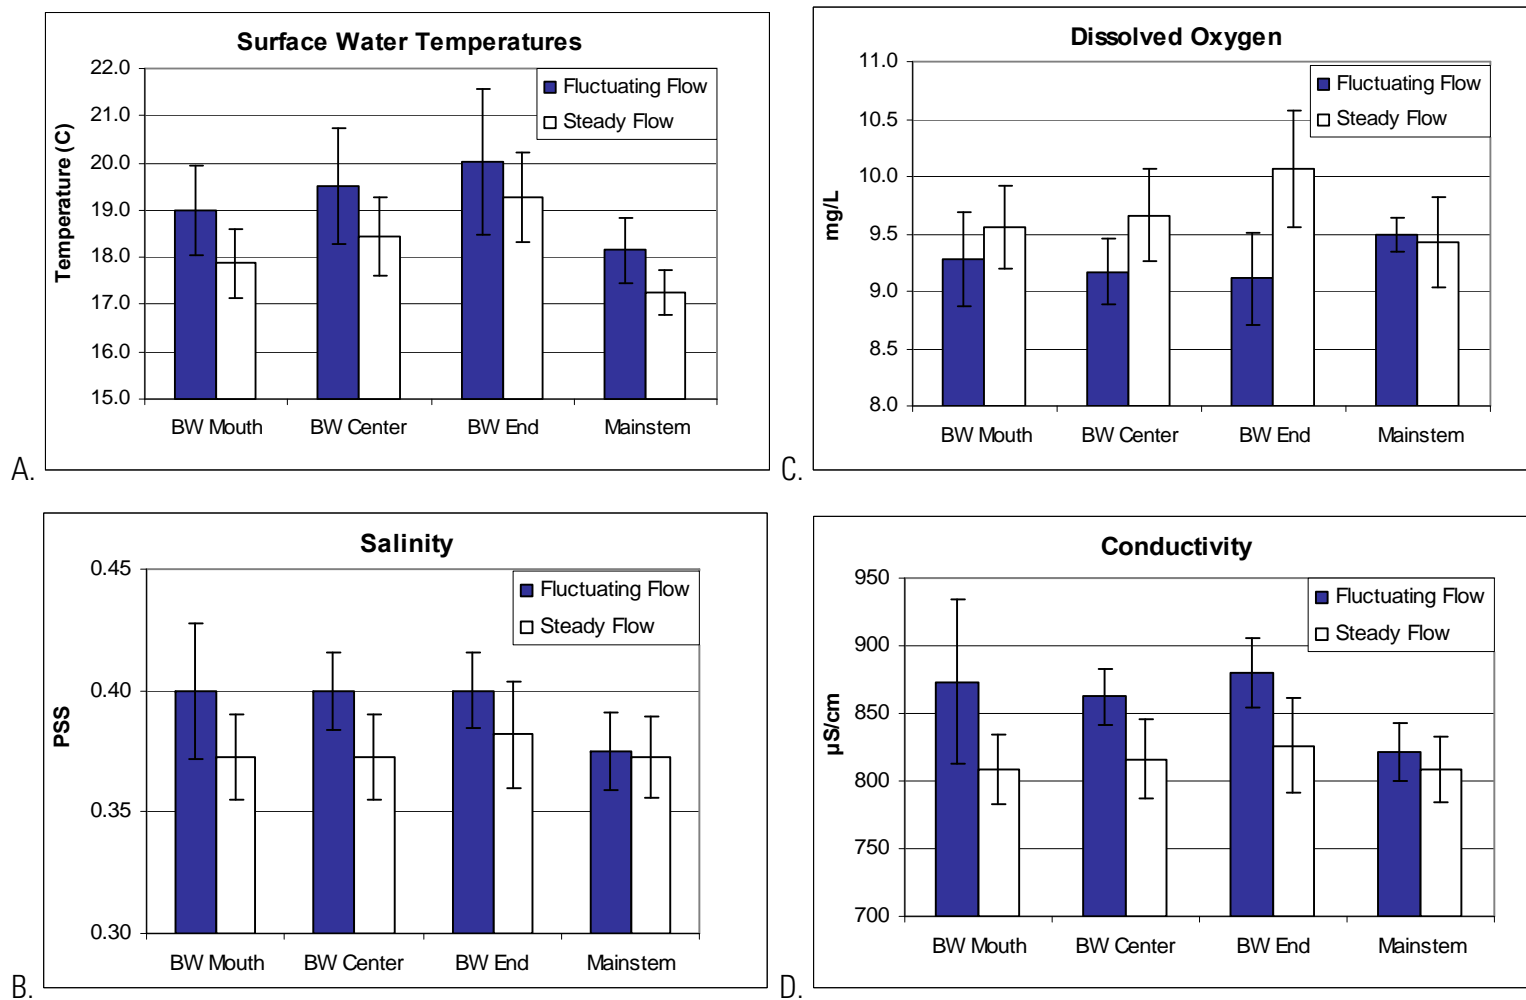 Surface Water Temperatures
Fluctuating Flow
Steady Flow
Temperature (C)
22.0
21.0
20.0
19.0
18.0
17.0
16.0
15.0
BW Mouth BW Center BW End Mainstem
A.
Dissolved Oxygen
Fluctuating Flow
Steady Flow
mg/L
11.0
10.5
10.0
9.5
9.0
8.5
8.0
BW Mouth BW Center BW End Mainstem
C.
Salinity
Fluctuating Flow
Steady Flow
PSS
0.45
0.40
0.35
0.30
BW Mouth BW Center BW End Mainstem
B.
Conductivity
Fluctuating Flow
Steady Flow
µS/cm
950
900
850
800
750
700
BW Mouth BW Center BW End Mainstem
D.